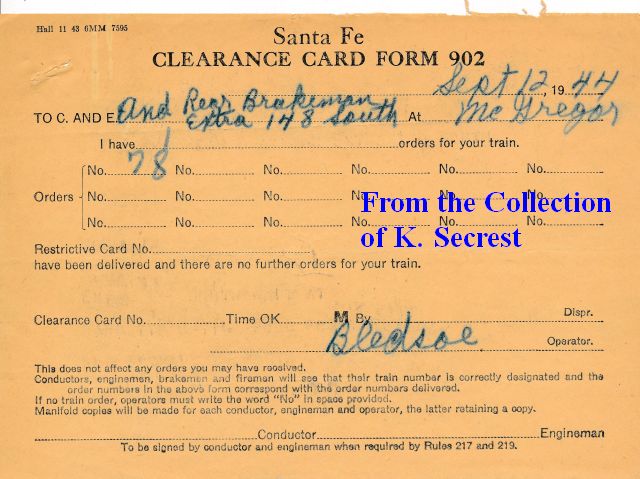 Hall 11 43 6MM 7595
Santa Fe
CLEARANCE CARD FORM 902
Sept 12 1944
and Rear Brakeman
TO C. AND E. Extra 148 South At McGregor
I have 1 orders for your train.
78
No. No. No. No. No. No.
Orders No. No. No. No. No. No.
No. No. No. No. No. No.
From the Collection
of K. Secrest
Restrictive Card No.
have been delivered and there are no further orders for your train.
Clearance Card No. Time OK M By Dispr.
Bledsoe Operator.
This does not affect any orders you may have received.
Conductors, enginemen, brakeman and firemen will see that their train number is correctly designated and the
order numbers in the above form correspond with the order numbers delivered.
If no train order, operators must write the word "No" in space provided.
Manifold copies will be made for each conductor, engineman and operator, the latter retaining a copy.
Conductor Engineman
To be signed by conductor and engineman when required by Rules 217 and 219.